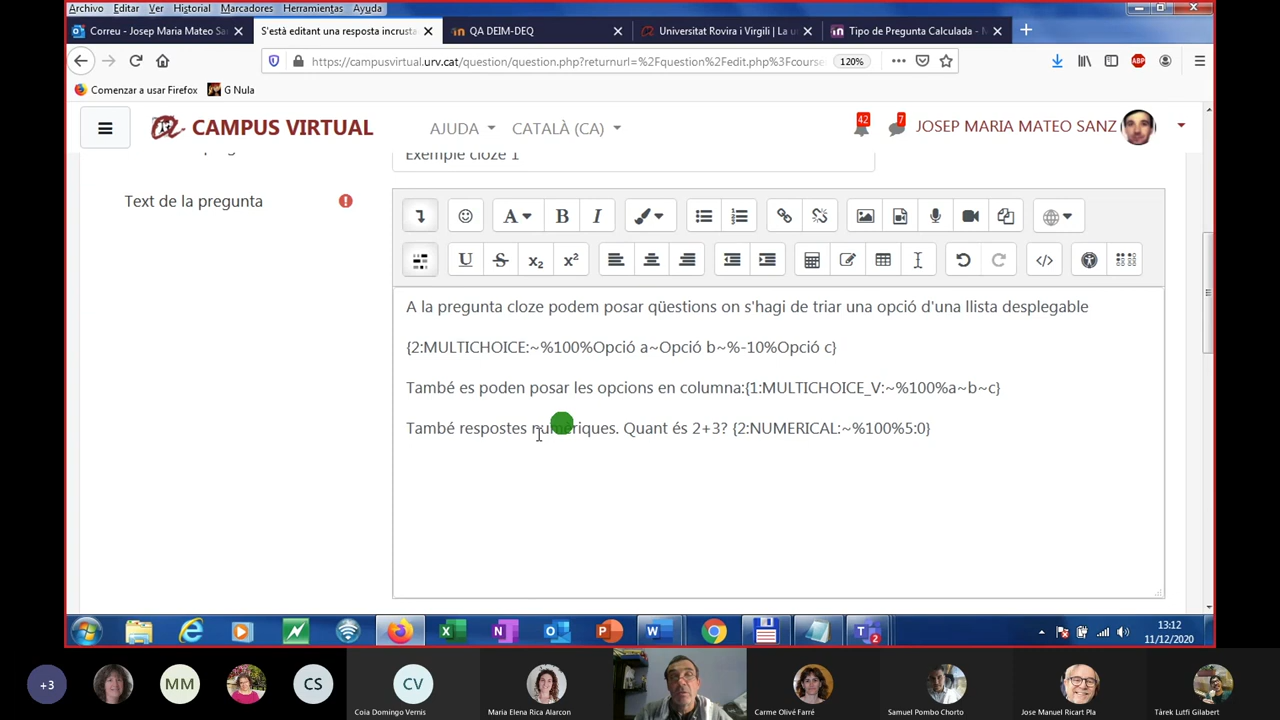 Archivo Editar Ver Historial Marcadores Herramientas Ayuda
Correu - Josep Maria Mateo Sa
S'està editant una resposta incrusta
QA DEIM-DEQ
Universitat Rovira i Virgili | La u
Tipo de Pregunta Calculada -
https://campusvirtual.urv.cat/question/question.php?returnurl=%2Fquestion%2Fedit.php%3Fcourse
120%
ABP
Comenzar a usar Firefox G Nula
CAMPUS VIRTUAL AJUDA CATALÀ (CA) 42 7 JOSEP MARIA MATEO SANZ
Exemple cloze 1
Text de la pregunta
A la pregunta cloze podem posar qüestions on s'hagi de triar una opció d'una llista desplegable
{2:MULTICHOICE:~%100%Opció a~Opció b~%-10%Opció c}
També es poden posar les opcions en columna:{1:MULTICHOICE_V:~%100%a~b~c}
També respostes numèriques. Quant és 2+3? {2:NUMERICAL:~%100%5:0}
13:12
11/12/2020
+3 MM CS CV
Coia Domingo Vernis
Maria Elena Rica Alarcon
Carme Olivé Farré
Samuel Pombo Chorto
Jose Manuel Ricart Pla
Tárek Lutfi Gilabert